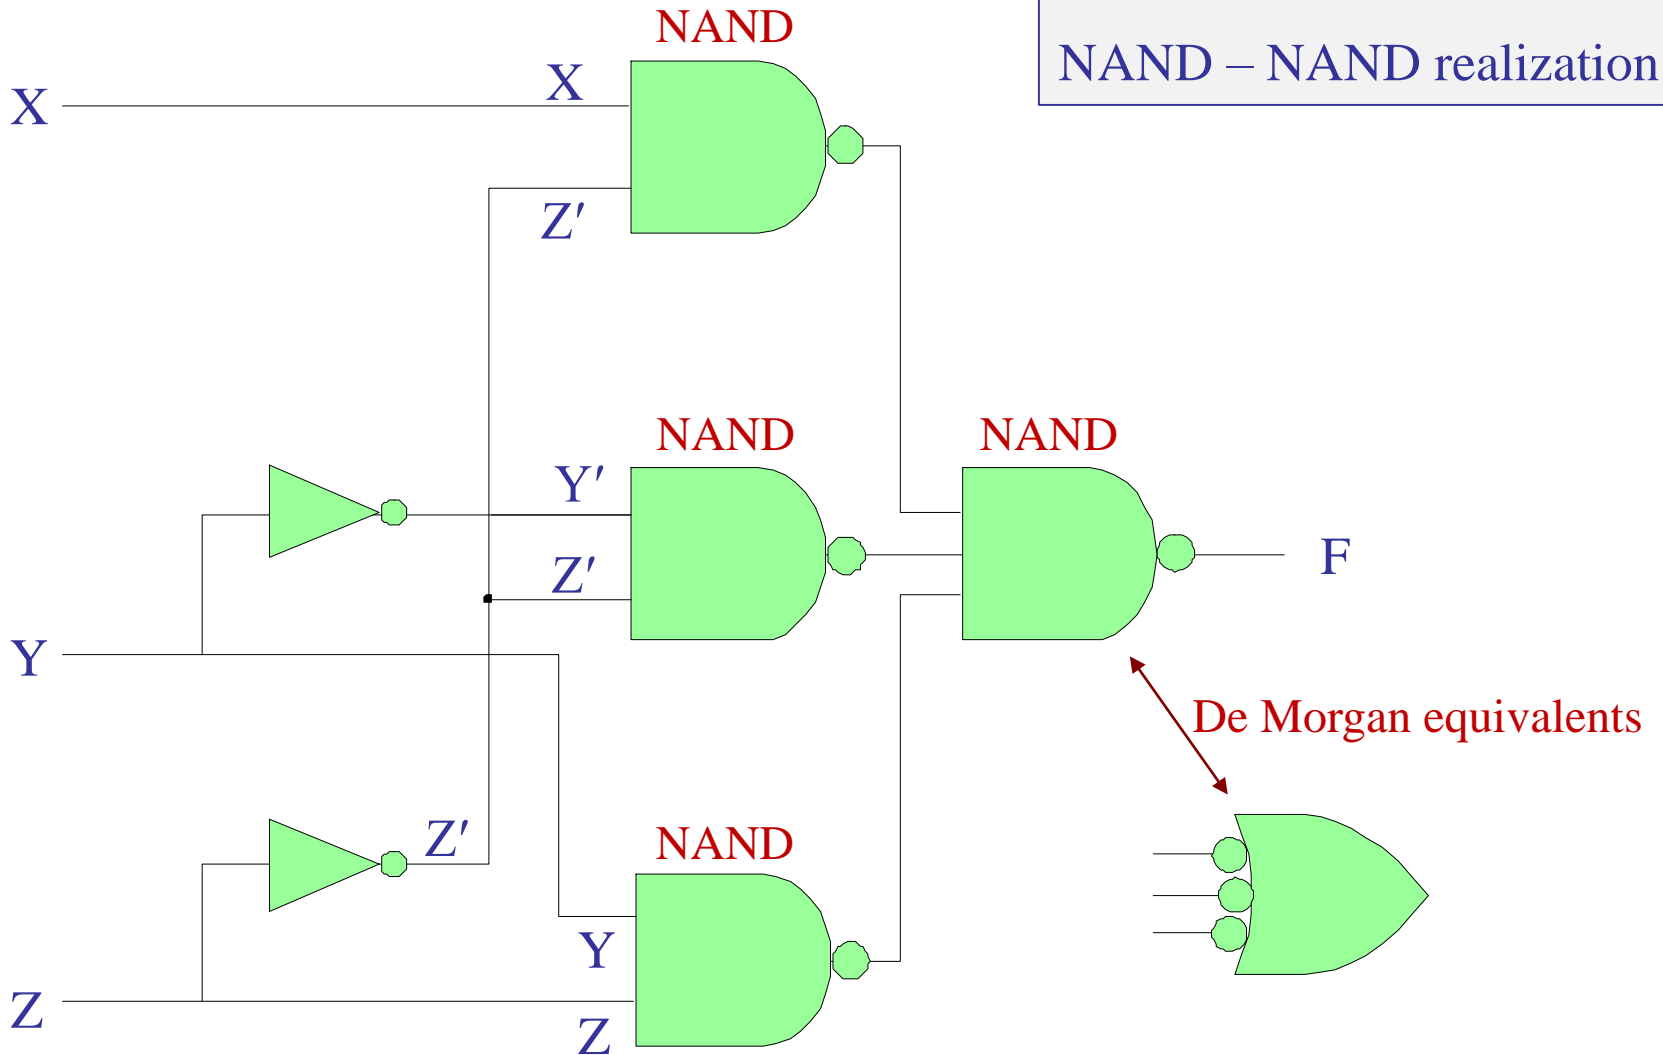 NAND
NAND – NAND realization
X
X
Z′
NAND
NAND
Y′
Z′
F
Y
De Morgan equivalents
Z′
NAND
Y
Z
Z